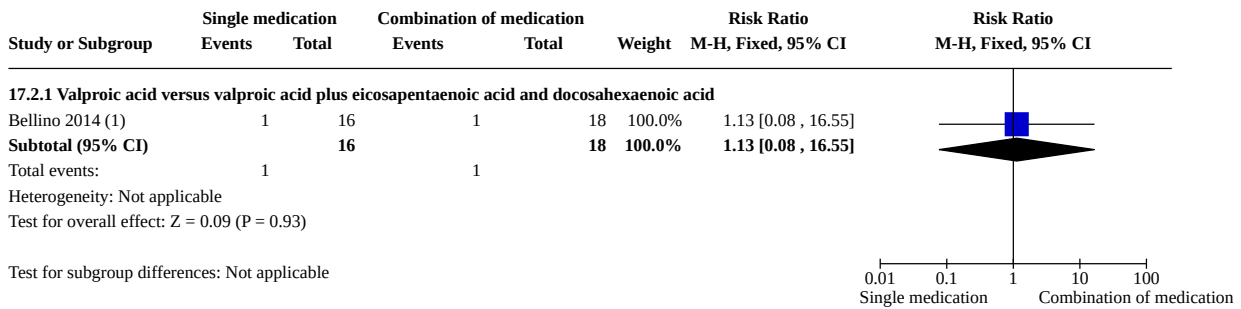 Single medication Combination of medication Risk Ratio Risk Ratio
Study or Subgroup Events Total Events Total Weight M-H, Fixed, 95% CI M-H, Fixed, 95% CI
17.2.1 Valproic acid versus valproic acid plus eicosapentaenoic acid and docosahexaenoic acid
Bellino 2014 (1) 1 16 1 18 100.0% 1.13 [0.08 , 16.55]
Subtotal (95% CI) 16 18 100.0% 1.13 [0.08 , 16.55]
Total events: 1 1
Heterogeneity: Not applicable
Test for overall effect: Z = 0.09 (P = 0.93)
Test for subgroup differences: Not applicable
0.01 0.1 1 10 100
Single medication Combination of medication